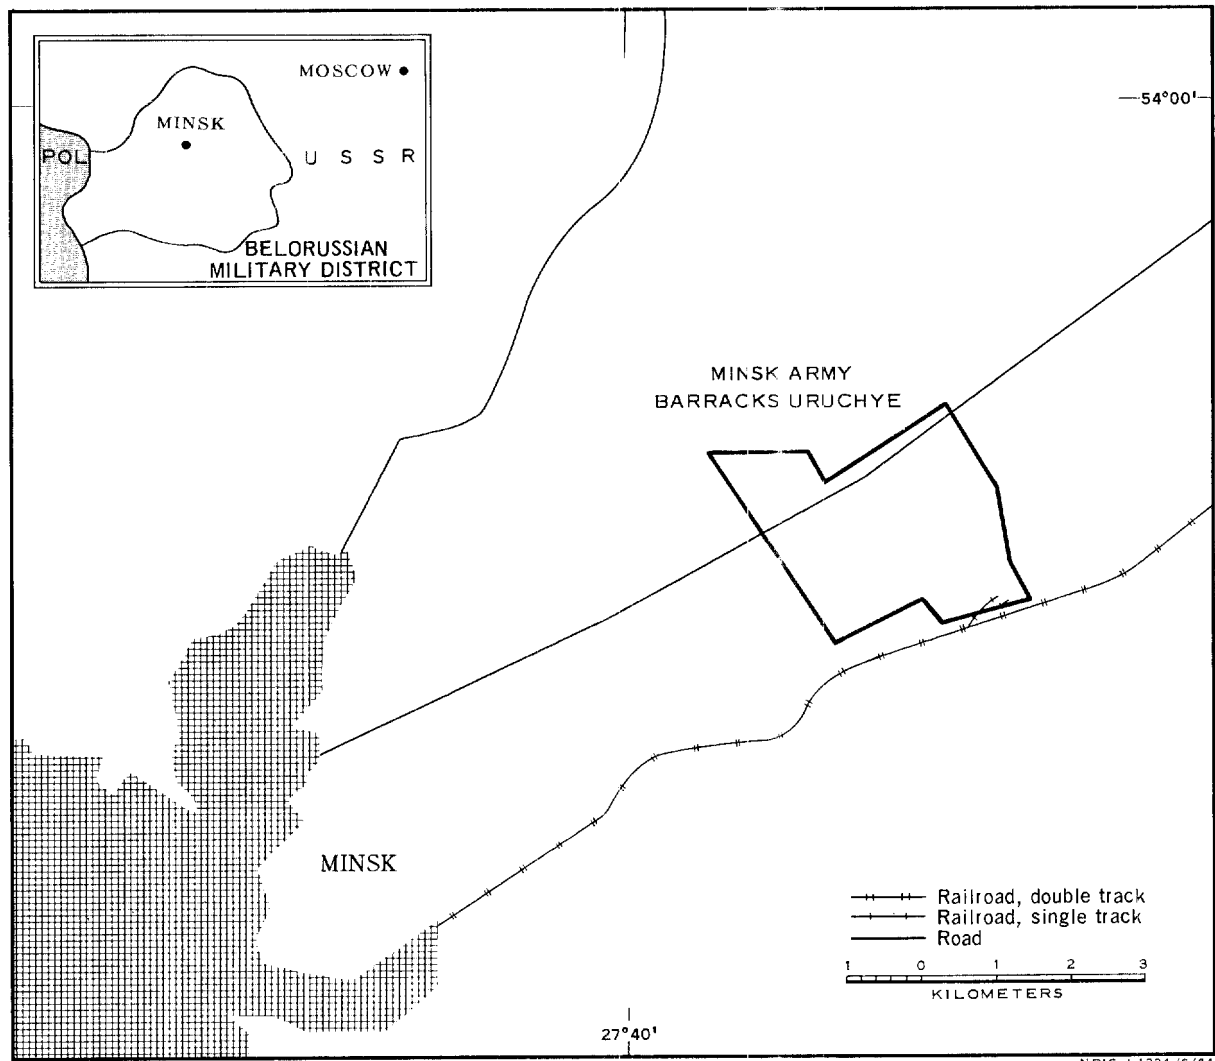 MOSCOW
MINSK
POL
U S S R
BELORUSSIAN
MILITARY DISTRICT
54°00'
MINSK ARMY
BARRACKS URUCHYE
MINSK
Railroad, double track
Railroad, single track
Road
1 0 1 2 3
KILOMETERS
27°40'